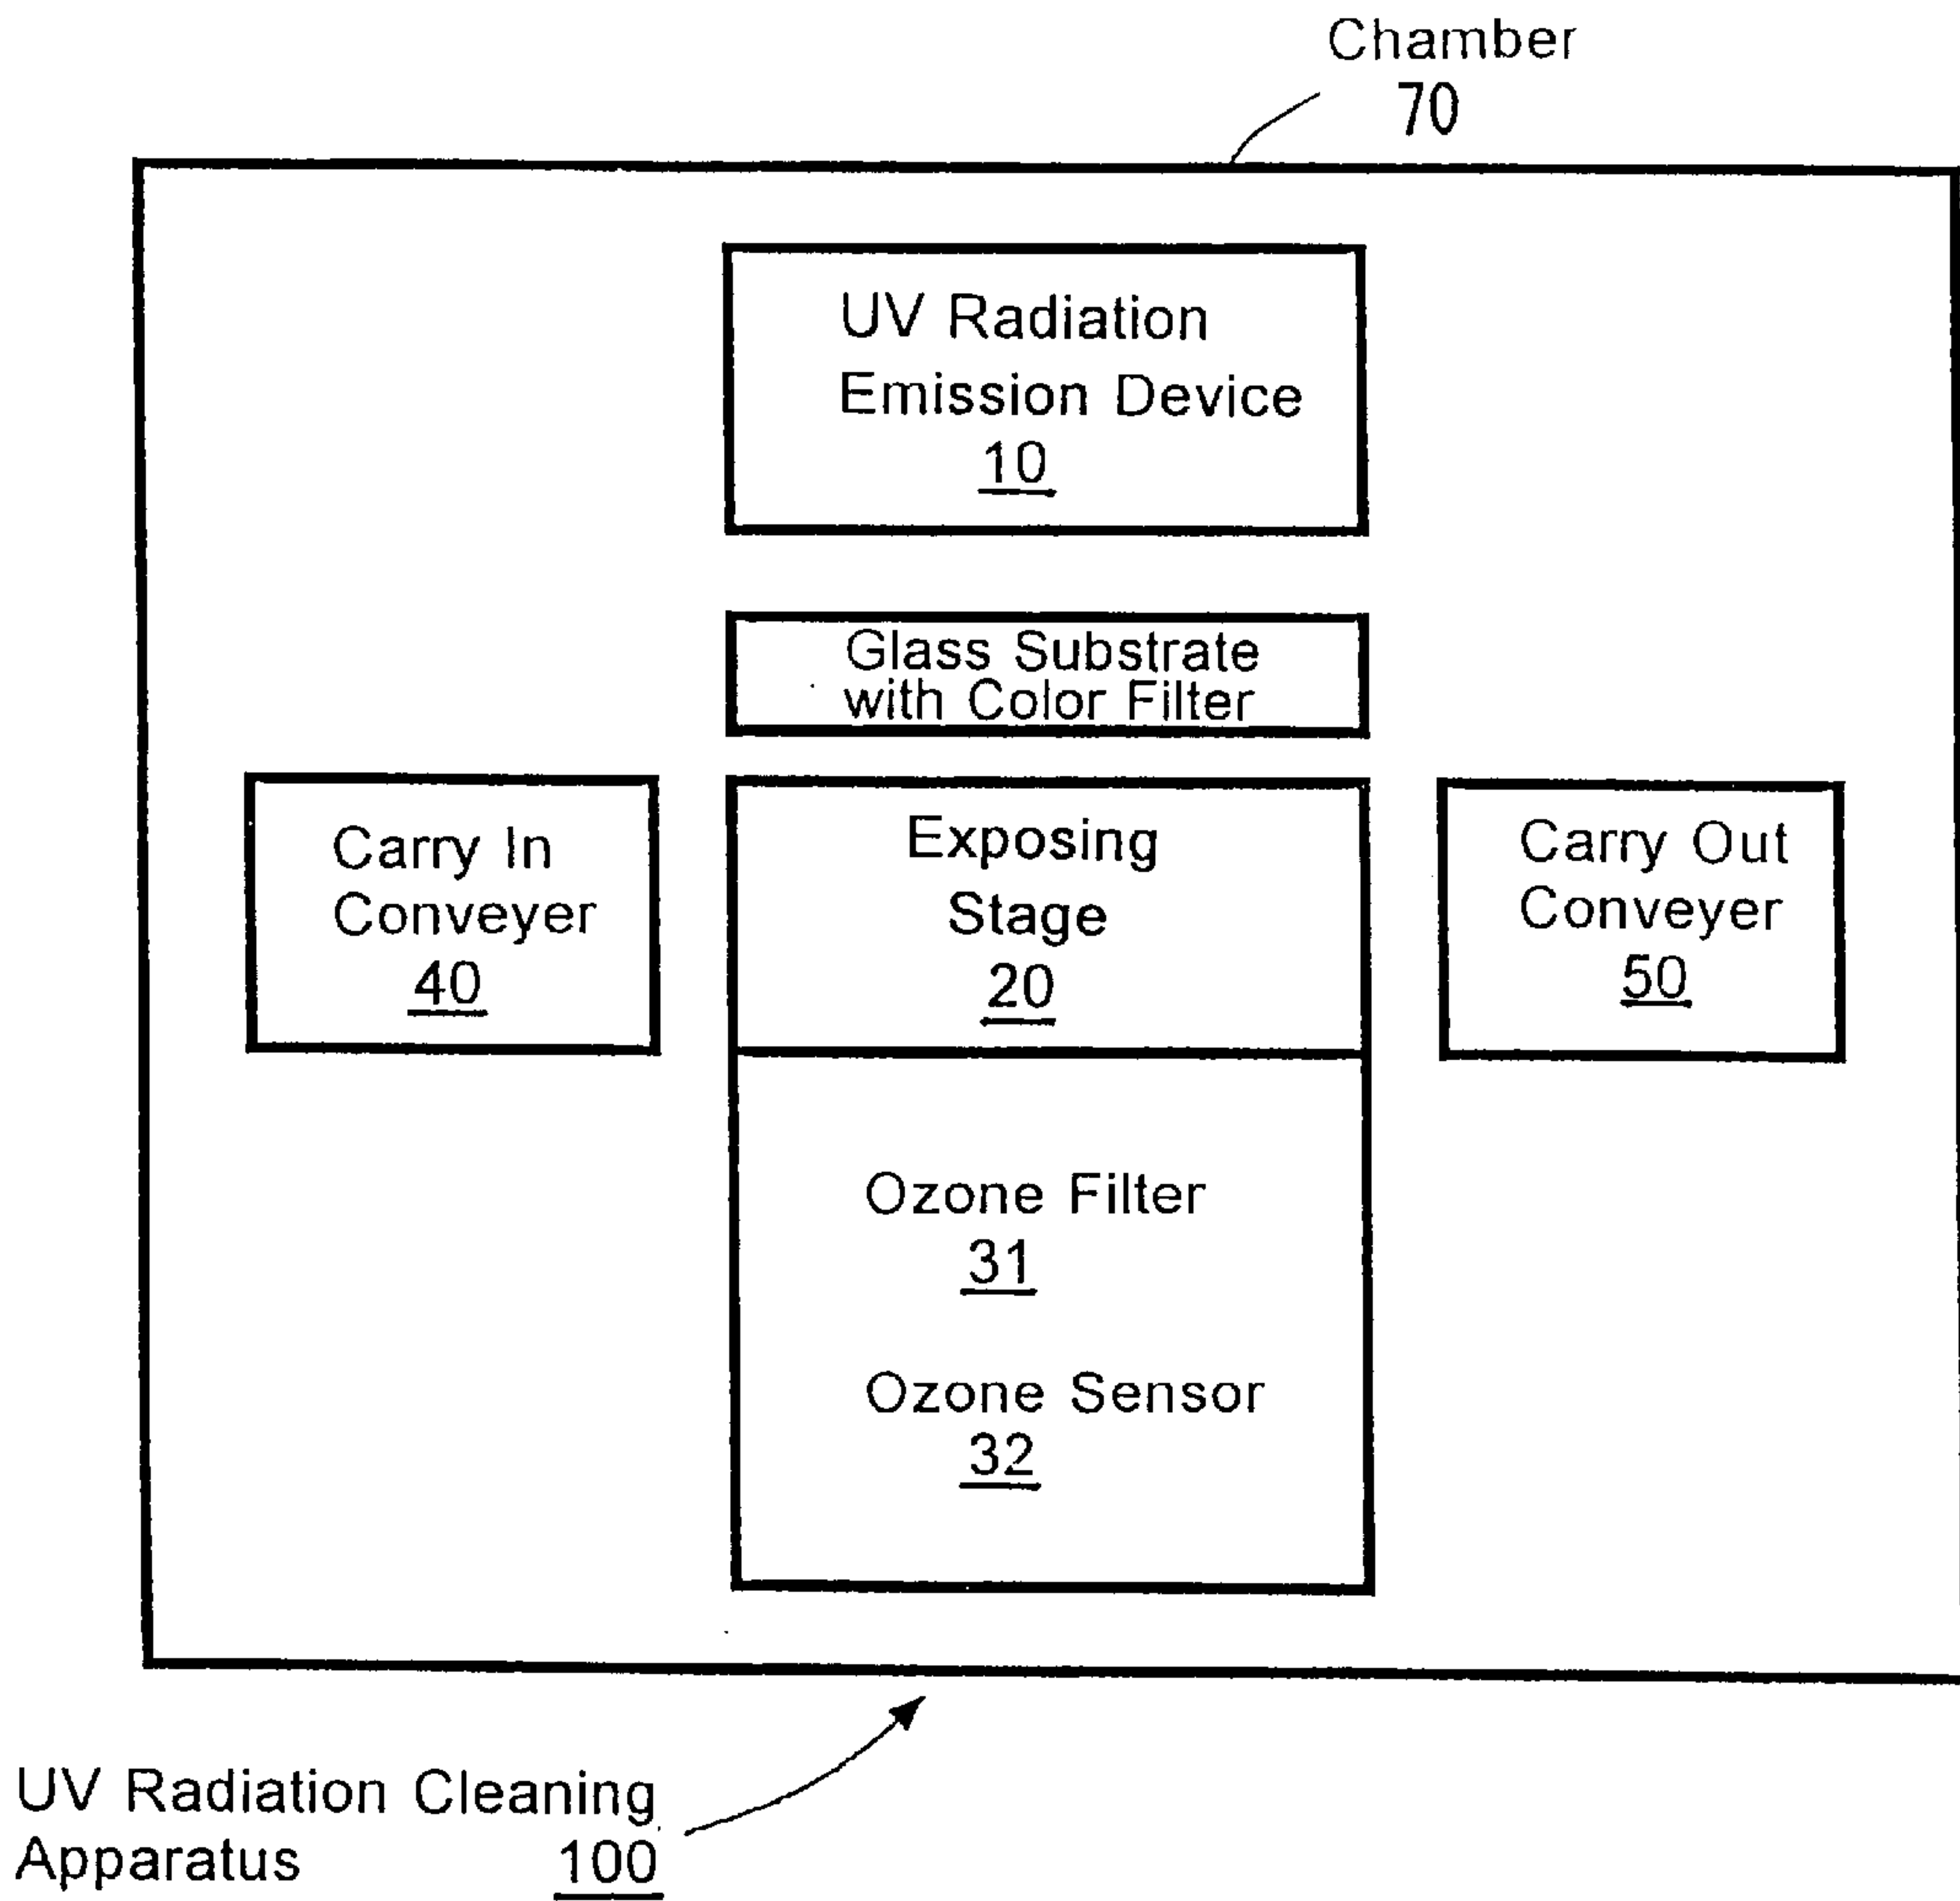 Chamber
70
UV Radiation
Emission Device
10
Glass Substrate
with Color Filter
Carry In
Conveyer
40
Exposing
Stage
20
Carry Out
Conveyer
50
Ozone Filter
31
Ozone Sensor
32
UV Radiation Cleaning
Apparatus 100